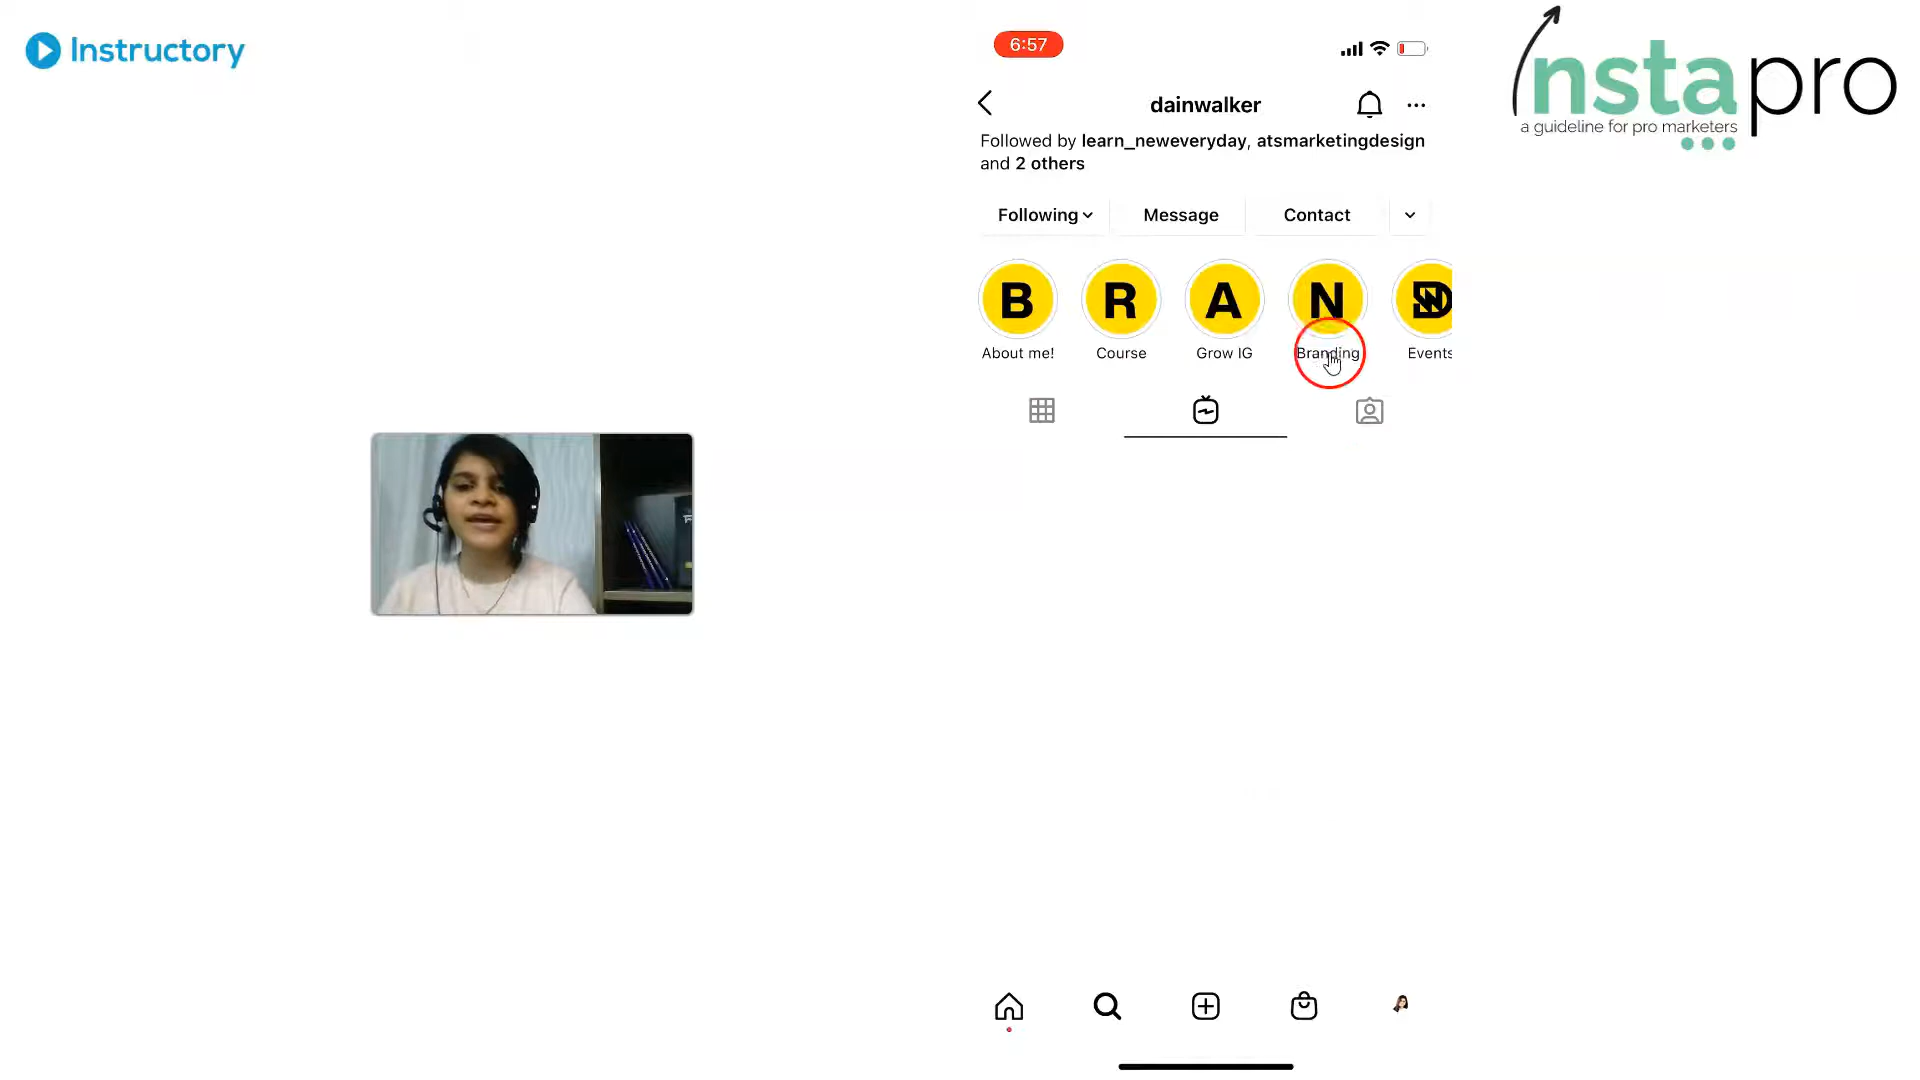 Instructory
6:57
nstapro
a guideline for pro marketers
dainwalker
Followed by learn_neweveryday, atsmarketingdesign
and 2 others
Following
Message
Contact
B
R
A
N
D
About me!
Course
Grow IG
Branding
Events